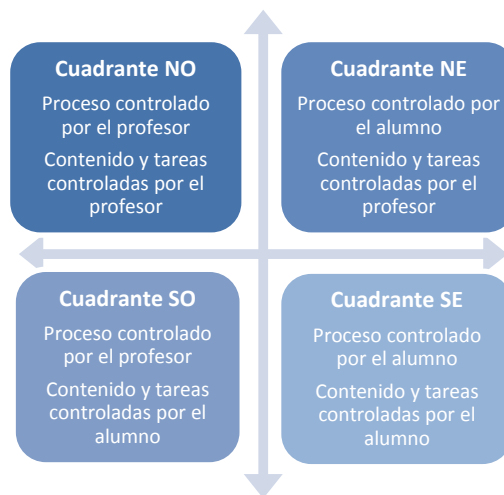 Cuadrante NO
Proceso controlado
por el profesor
Contenido y tareas
controladas por el
profesor
Cuadrante NE
Proceso controlado por
el alumno
Contenido y tareas
controladas por el
profesor
Cuadrante SO
Proceso controlado
por el profesor
Contenido y tareas
controladas por el
alumno
Cuadrante SE
Proceso controlado
por el alumno
Contenido y tareas
controladas por el
alumno